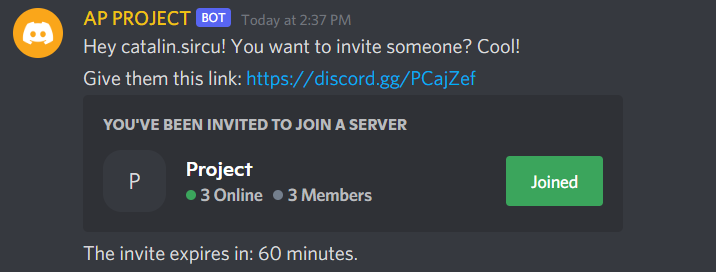 AP PROJECT BOT Today at 2:37 PM
Hey catalin.sircu! You want to invite someone? Cool!
Give them this link: https://discord.gg/PCajZef
YOU'VE BEEN INVITED TO JOIN A SERVER
P
Project
3 Online 3 Members
Joined
The invite expires in: 60 minutes.